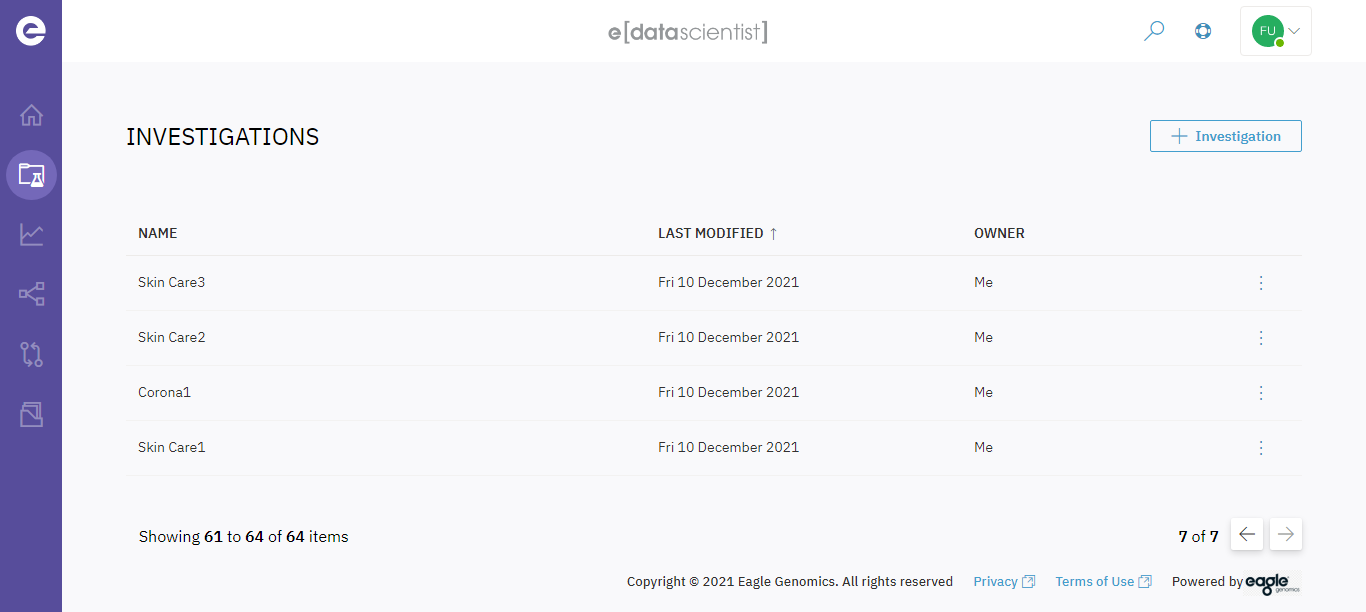 e[datascientist]
FU
INVESTIGATIONS
Investigation
NAME LAST MODIFIED ↑ OWNER
Skin Care3 Fri 10 December 2021 Me
Skin Care2 Fri 10 December 2021 Me
Corona1 Fri 10 December 2021 Me
Skin Care1 Fri 10 December 2021 Me
Showing 61 to 64 of 64 items 7 of 7
Copyright © 2021 Eagle Genomics. All rights reserved Privacy Terms of Use Powered by eagle genomics